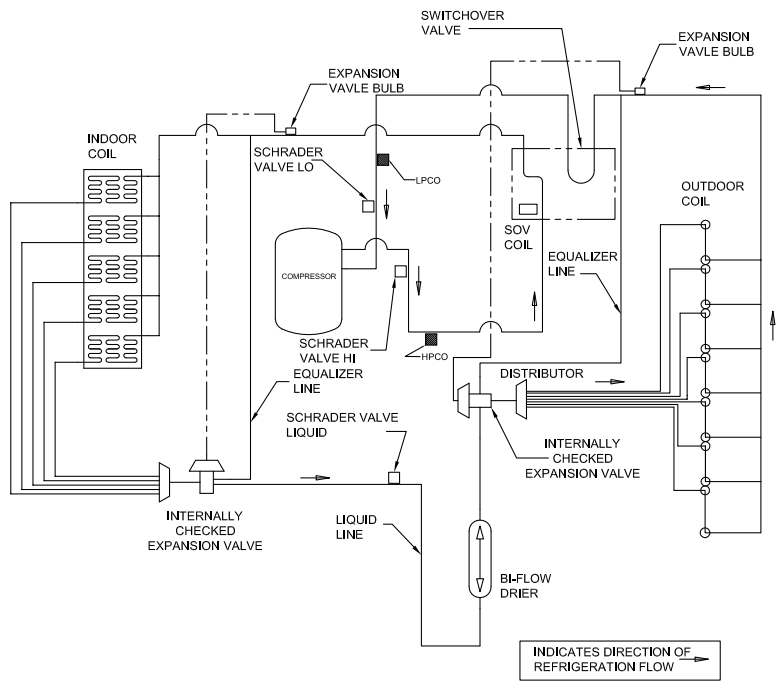 SWITCHOVER
VALVE
EXPANSION
VAVLE BULB
EXPANSION
VAVLE BULB
INDOOR
COIL
SCHRADER
VALVE LO
LPCO
OUTDOOR
COIL
SOV
COIL
EQUALIZER
LINE
COMPRESSOR
SCHRADER
VALVE HI
HPCO
EQUALIZER
LINE
DISTRIBUTOR
SCHRADER VALVE
LIQUID
INTERNALLY
CHECKED
EXPANSION VALVE
INTERNALLY
CHECKED
EXPANSION VALVE
LIQUID
LINE
BI-FLOW
DRIER
INDICATES DIRECTION OF
REFRIGERATION FLOW